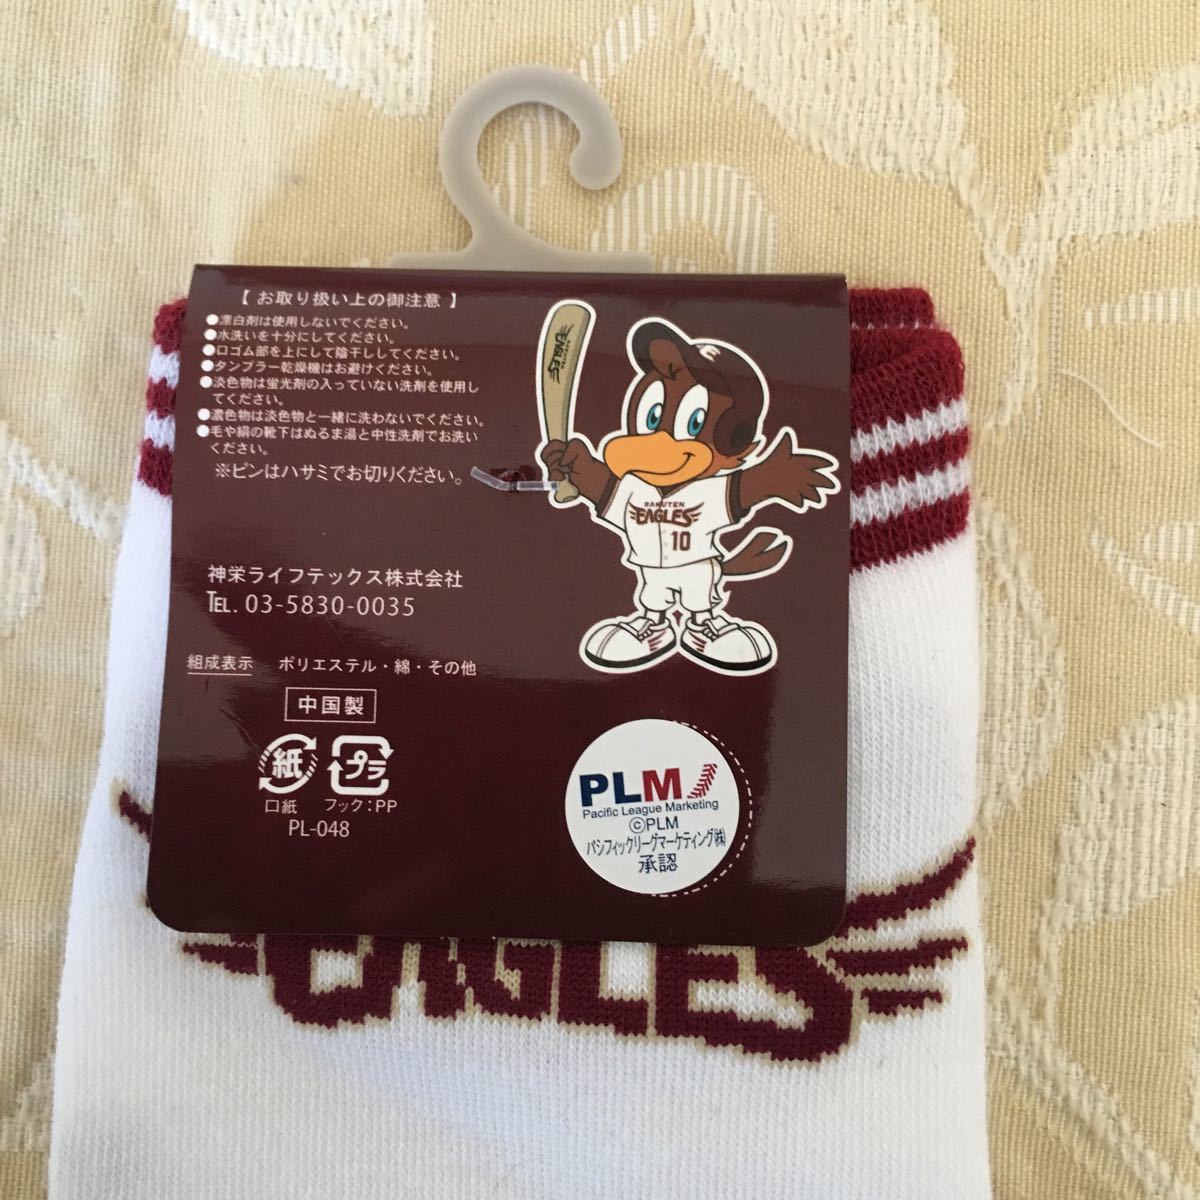 【 お取り扱い上の御注意 】
●漂白剤は使用しないでください。
●水洗いを十分にしてください。
●口ゴム部を上にして陰干ししてください。
●タンブラー乾燥機はお避けください。
●淡色物は蛍光剤の入っていない洗剤を使用し
てください。
●濃色物は淡色物と一緒に洗わないでください。
●毛や絹の靴下はぬるま湯と中性洗剤でお洗い
ください。
※ピンはハサミでお切りください。
RAKUTEN
EAGLES
E
RAKUTEN
EAGLES
10
神栄ライフテックス株式会社
TEL. 03-5830-0035
組成表示 ポリエステル・綿・その他
中国製
紙 プラ
口紙 フック:PP
PL-048
PLM
Pacific League Marketing
©PLM
パシフィックリーグマーケティング㈱
承認
EAGLES